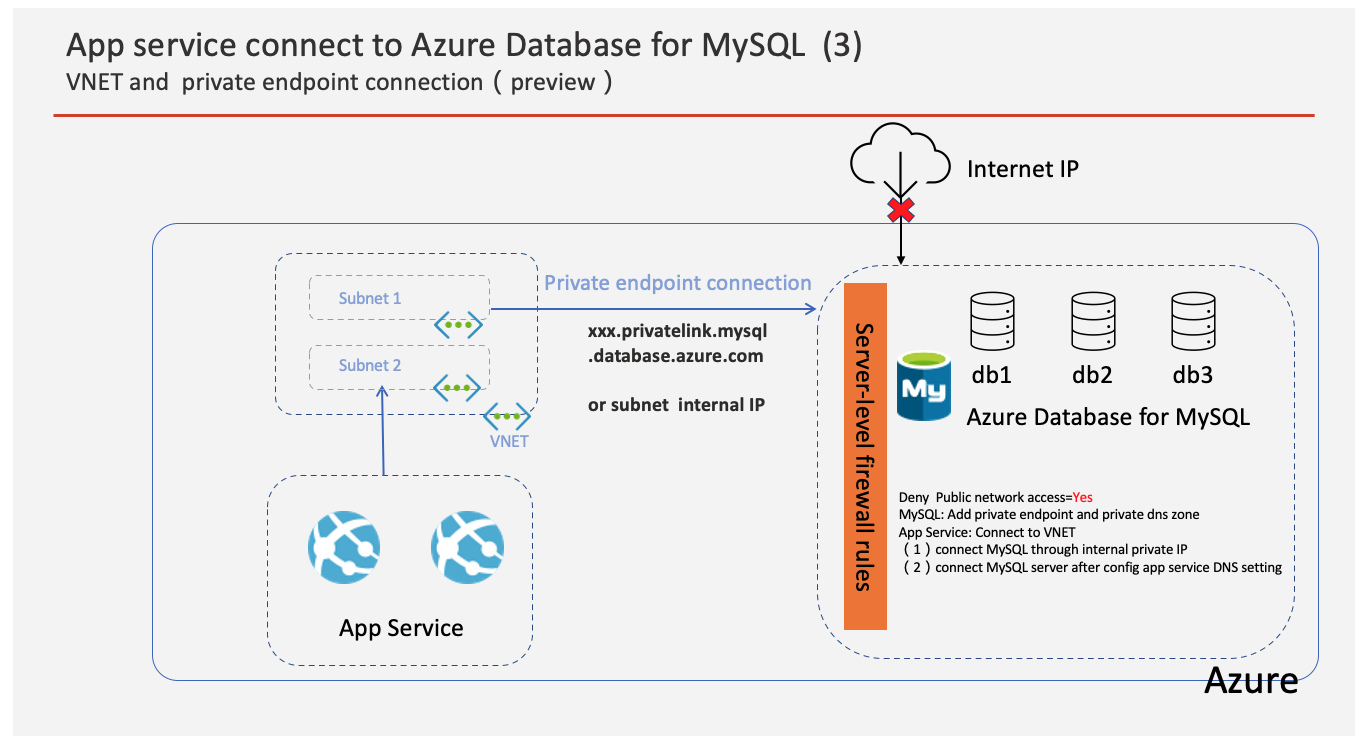 App service connect to Azure Database for MySQL (3)
VNET and private endpoint connection（preview）
Internet IP
Subnet 1
Subnet 2
VNET
Private endpoint connection
xxx.privatelink.mysql
.database.azure.com
or subnet internal IP
App Service
Server-level firewall rules
My
db1
db2
db3
Azure Database for MySQL
Deny Public network access=Yes
MySQL: Add private endpoint and private dns zone
App Service: Connect to VNET
（1）connect MySQL through internal private IP
（2）connect MySQL server after config app service DNS setting
Azure